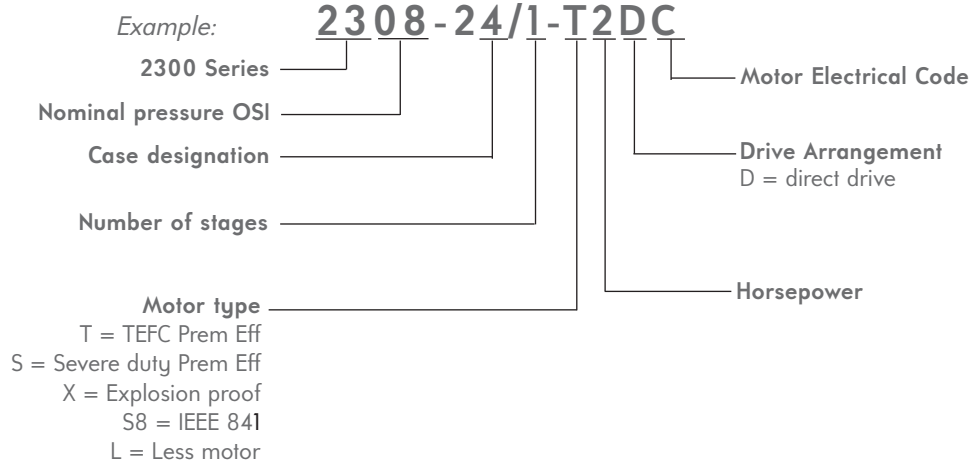 Example: 2308-24/1-T2DC
2300 Series
Motor Electrical Code
Nominal pressure OSI
Case designation
Drive Arrangement
D = direct drive
Number of stages
Horsepower
Motor type
T = TEFC Prem Eff
S = Severe duty Prem Eff
X = Explosion proof
S8 = IEEE 841
L = Less motor